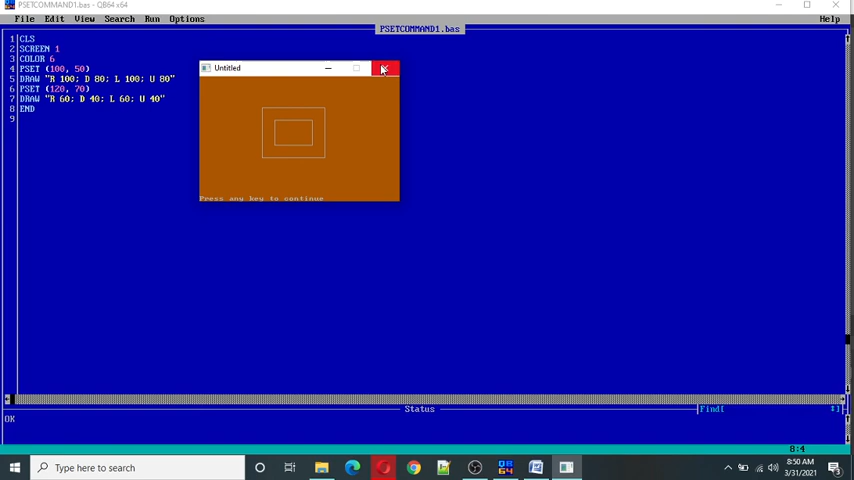 PSETCOMMAND1.bas - QB64 x64
File Edit View Search Run Options Help
PSETCOMMAND1.bas
1 CLS
2 SCREEN 1
3 COLOR 6
4 PSET (100, 50)
5 DRAW "R 100; D 80; L 100; U 80"
6 PSET (120, 70)
7 DRAW "R 60; D 40; L 60; U 40"
8 END
9
Untitled
Press any key to continue
Status
Find[
OK
8:4
Type here to search
QB
64
8:50 AM
3/31/2021
3